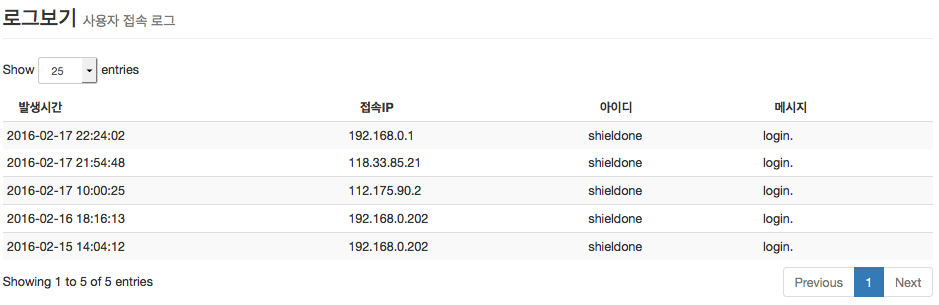 로그보기 사용자 접속 로그
Show 25 entries
발생시간 접속IP 아이디 메시지
2016-02-17 22:24:02 192.168.0.1 shieldone login.
2016-02-17 21:54:48 118.33.85.21 shieldone login.
2016-02-17 10:00:25 112.175.90.2 shieldone login.
2016-02-16 18:16:13 192.168.0.202 shieldone login.
2016-02-15 14:04:12 192.168.0.202 shieldone login.
Showing 1 to 5 of 5 entries Previous 1 Next